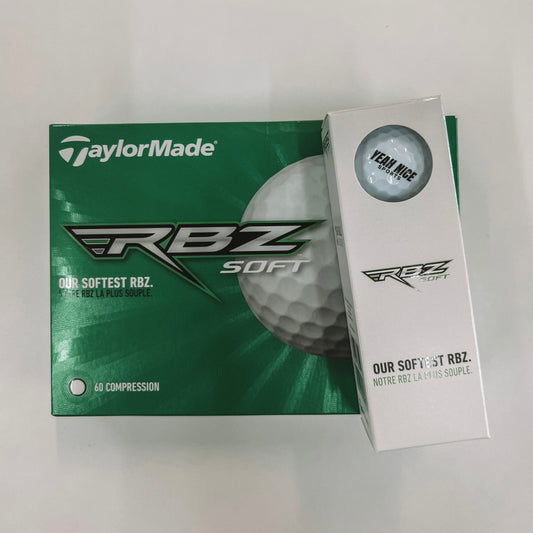 TaylorMade
RBZ
SOFT
OUR SOFTEST RBZ.
NOTRE RBZ LA PLUS SOUPLE.
60 COMPRESSION
YEAH NICE
SPORTS
RBZ
SOFT
OUR SOFTEST RBZ.
NOTRE RBZ LA PLUS SOUPLE.